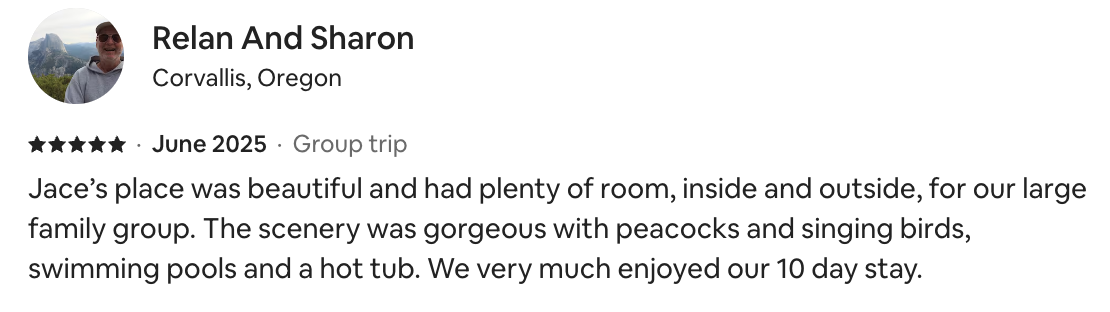 Relan And Sharon
Corvallis, Oregon
★★★★★ · June 2025 · Group trip
Jace’s place was beautiful and had plenty of room, inside and outside, for our large
family group. The scenery was gorgeous with peacocks and singing birds,
swimming pools and a hot tub. We very much enjoyed our 10 day stay.